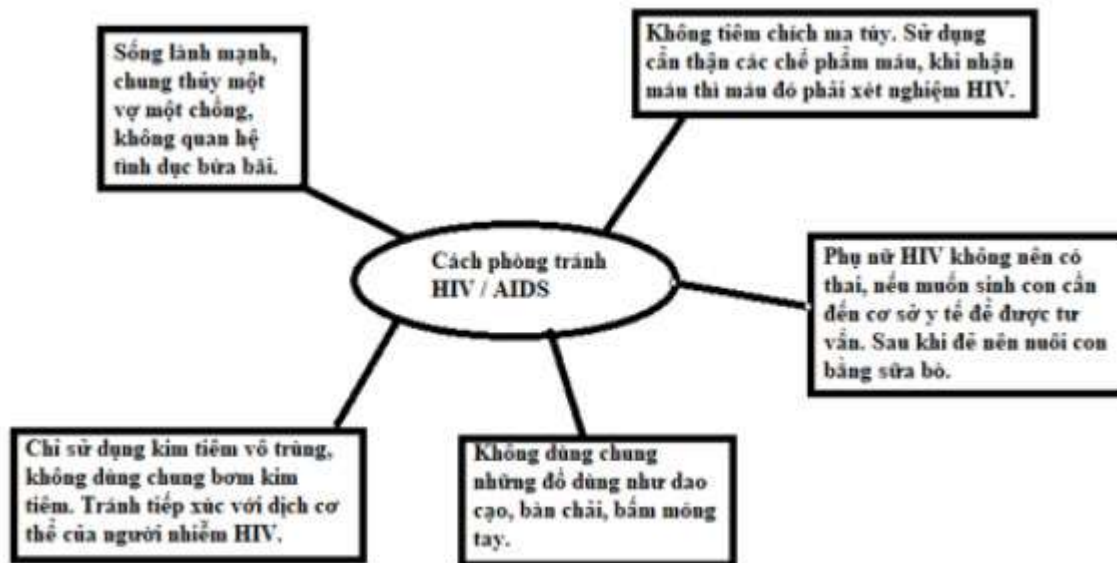 Sống lành mạnh,
chung thủy một
vợ một chồng,
không quan hệ
tình dục bừa bãi.
Không tiêm chích ma túy. Sử dụng
cẩn thận các chế phẩm máu, khi nhận
máu thì máu đó phải xét nghiệm HIV.
Cách phòng tránh
HIV / AIDS
Phụ nữ HIV không nên có
thai, nếu muốn sinh con cần
đến cơ sở y tế để được tư
vấn. Sau khi đẻ nên nuôi con
bằng sữa bò.
Chỉ sử dụng kim tiêm vô trùng,
không dùng chung bơm kim
tiêm. Tránh tiếp xúc với dịch cơ
thể của người nhiễm HIV.
Không dùng chung
những đồ dùng như dao
cạo, bàn chải, bấm móng
tay.